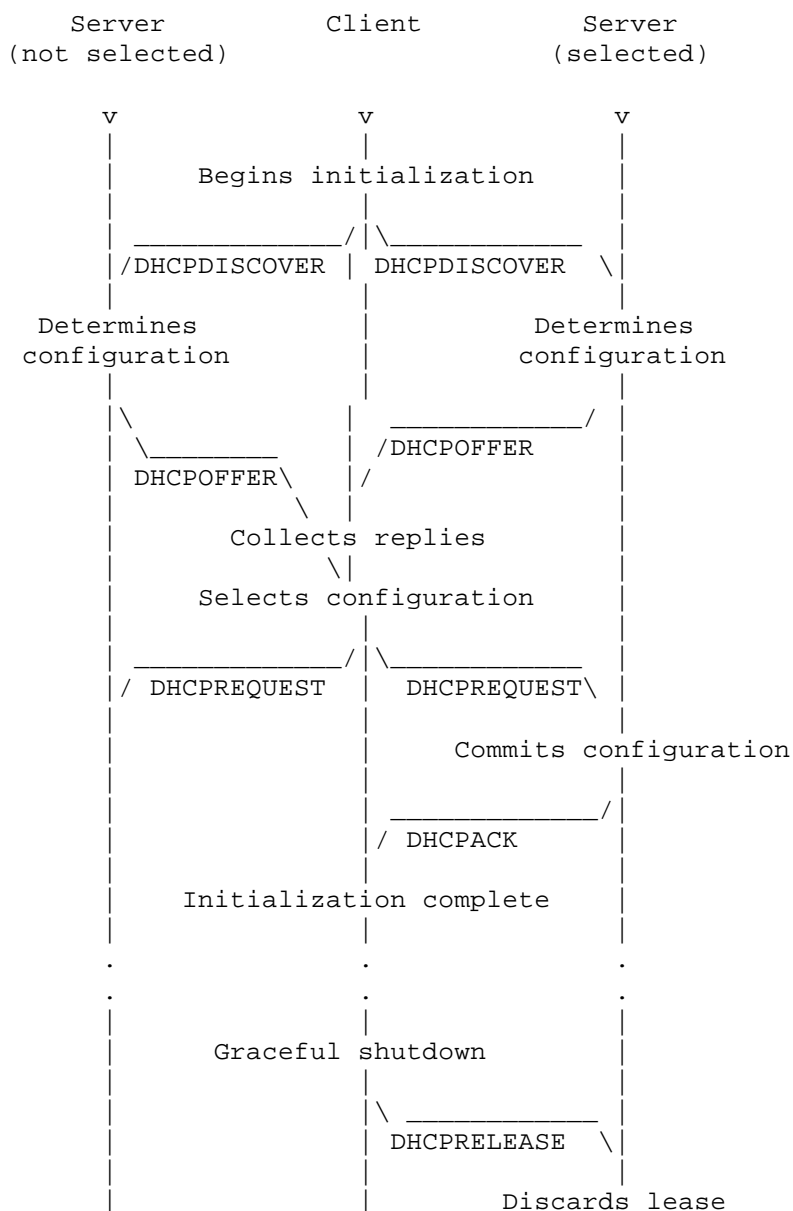 Server Client Server
(not selected) (selected)
v v v
Begins initialization
DHCPDISCOVER DHCPDISCOVER
Determines Determines
configuration configuration
DHCPOFFER
DHCPOFFER
Collects replies
Selects configuration
DHCPREQUEST DHCPREQUEST
Commits configuration
DHCPACK
Initialization complete
. . .
. . .
Graceful shutdown
DHCPRELEASE
Discards lease